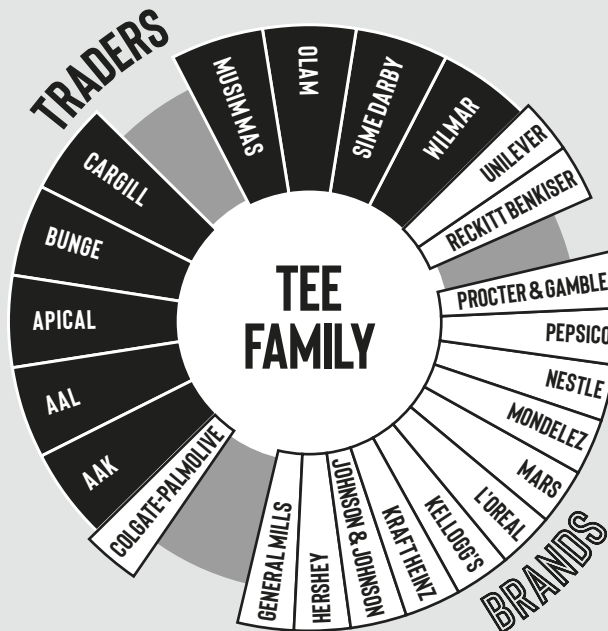 TRADERS
CARGILL
BUNGE
APICAL
AAL
AAK
MUSIM MAS
OLAM
SIME DARBY
WILMAR
TEE
FAMILY
UNILEVER
RECKITT BENKISER
PROCTER & GAMBLE
PEPSICO
NESTLE
MONDELEZ
MARS
L'OREAL
KELLOGG'S
KRAFT HEINZ
JOHNSON & JOHNSON
HERSHEY
GENERAL MILLS
COLGATE-PALMOLIVE
BRANDS